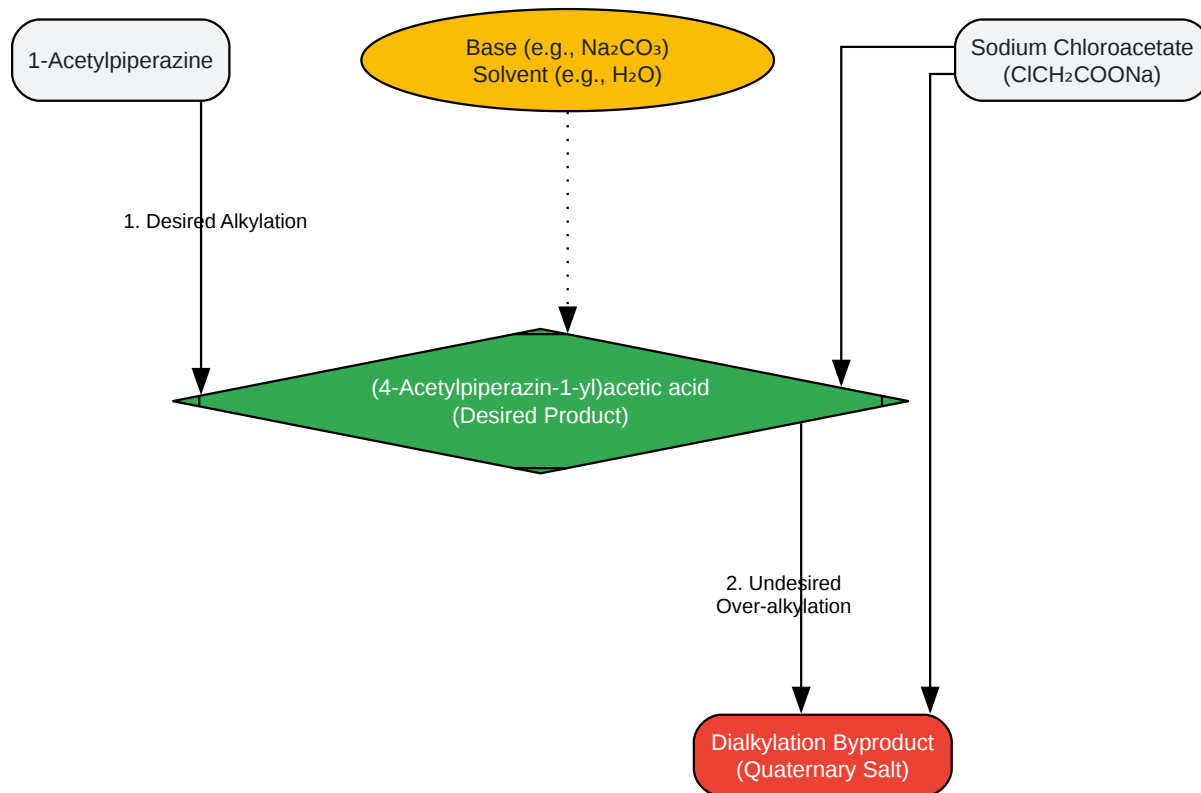 1-Acetylpiperazine
Base (e.g., Na₂CO₃)
Solvent (e.g., H₂O)
Sodium Chloroacetate
(ClCH₂COONa)
1. Desired Alkylation
(4-Acetylpiperazin-1-yl)acetic acid
(Desired Product)
2. Undesired
Over-alkylation
Dialkylation Byproduct
(Quaternary Salt)